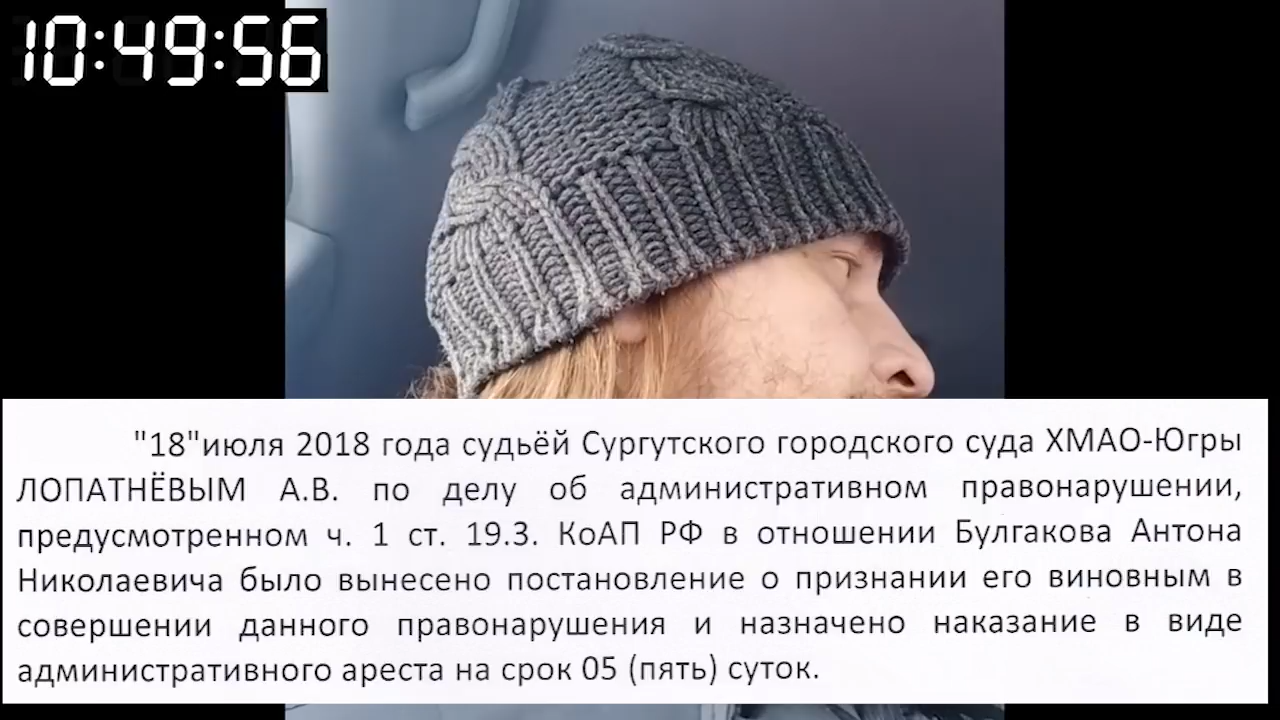 10:49:56
"18"июля 2018 года судьёй Сургутского городского суда ХМАО-Югры
ЛОПАТНЁВЫМ А.В. по делу об административном правонарушении,
предусмотренном ч. 1 ст. 19.3. КоАП РФ в отношении Булгакова Антона
Николаевича было вынесено постановление о признании его виновным в
совершении данного правонарушения и назначено наказание в виде
административного ареста на срок 05 (пять) суток.